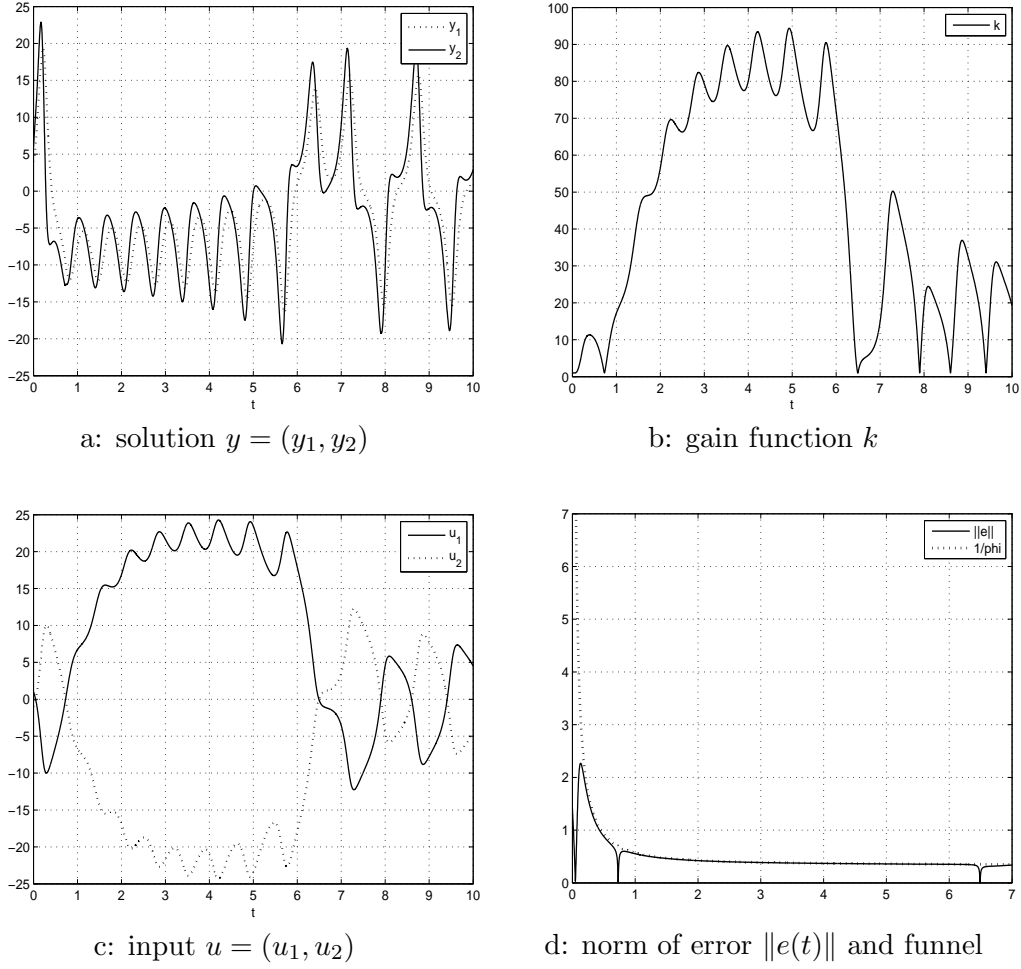 25
20
15
10
5
0
−5
−10
−15
−20
−25
0 1 2 3 4 5 6 7 8 9 10
t
y1
y2
a: solution y = (y1, y2)
100
90
80
70
60
50
40
30
20
10
0
0 1 2 3 4 5 6 7 8 9 10
t
k
b: gain function k
25
20
15
10
5
0
−5
−10
−15
−20
−25
0 1 2 3 4 5 6 7 8 9 10
t
u1
u2
c: input u = (u1, u2)
7
6
5
4
3
2
1
0
0 1 2 3 4 5 6 7
||e||
1/phi
d: norm of error ∥e(t)∥ and funnel